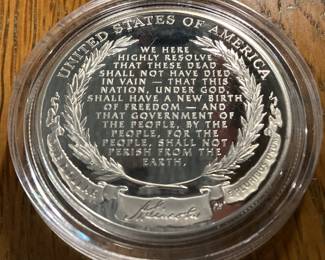 UNITED STATES OF AMERICA
WE HERE
HIGHLY RESOLVE
THAT THESE DEAD
SHALL NOT HAVE DIED
IN VAIN — THAT THIS
NATION, UNDER GOD,
SHALL HAVE A NEW BIRTH
OF FREEDOM — AND
THAT GOVERNMENT OF
THE PEOPLE, BY THE
PEOPLE, FOR THE
PEOPLE, SHALL NOT
PERISH FROM THE
EARTH.
A. Lincoln